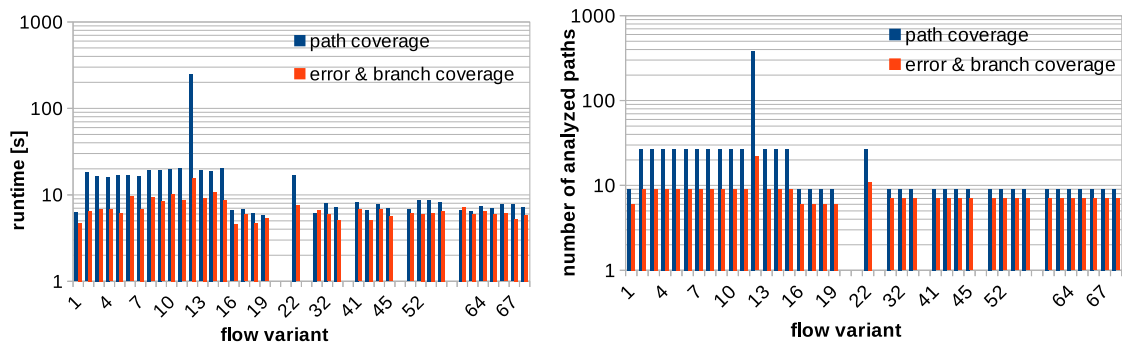 1000
path coverage
error & branch coverage
100
10
1
runtime [s]
1 4 7 10 13 16 19 22 32 41 45 52 64 67
flow variant
1000
path coverage
error & branch coverage
100
10
1
number of analyzed paths
1 4 7 10 13 16 19 22 32 41 45 52 64 67
flow variant